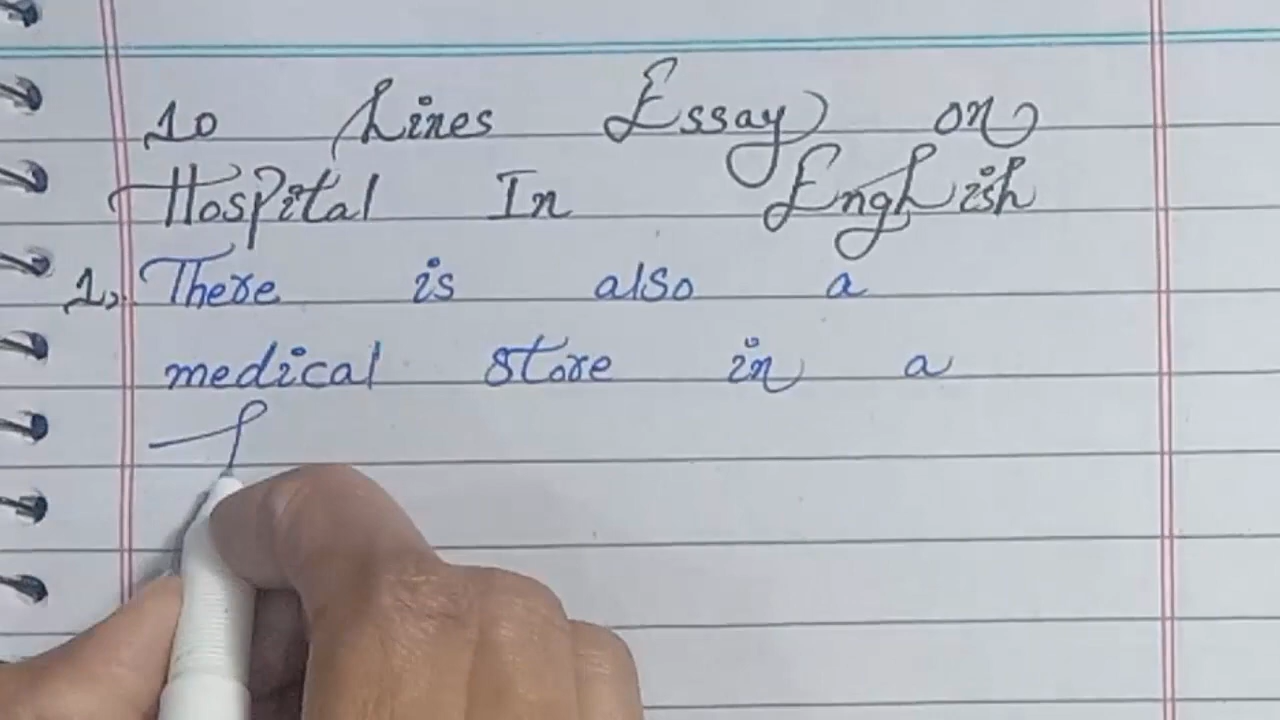 10 Lines Essay on
Hospital In English
1, There is also a
medical store in a